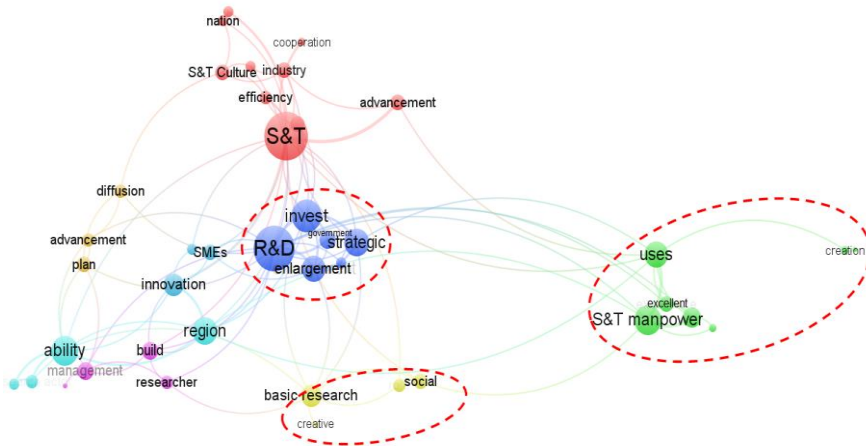 nation
cooperation
S&T Culture
industry
efficiency
advancement
S&T
diffusion
invest
government
advancement
R&D
strategic
SMEs
uses
creation
plan
enlargement
innovation
excellent
S&T manpower
region
ability
build
management
researcher
social
basic research
creative